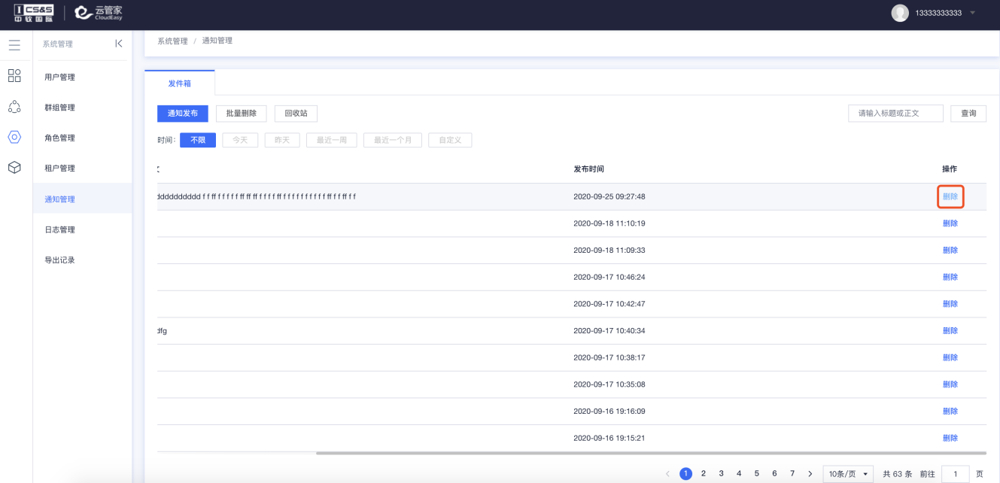 ICS&S
中软国际
云管家
CloudEasy
13333333333
系统管理
系统管理 / 通知管理
用户管理
群组管理
角色管理
租户管理
通知管理
日志管理
导出记录
发件箱
通知发布 批量删除 回收站 请输入标题或正文 查询
时间: 不限 今天 昨天 最近一周 最近一个月 自定义
发布时间 操作
2020-09-25 09:27:48 删除
2020-09-18 11:10:19 删除
2020-09-18 11:09:33 删除
2020-09-17 10:46:24 删除
2020-09-17 10:42:47 删除
dfg 2020-09-17 10:40:34 删除
2020-09-17 10:38:17 删除
2020-09-17 10:35:08 删除
2020-09-16 19:16:09 删除
2020-09-16 19:15:21 删除
< 1 2 3 4 5 6 7 > 10条/页 共 63 条 前往 1 页